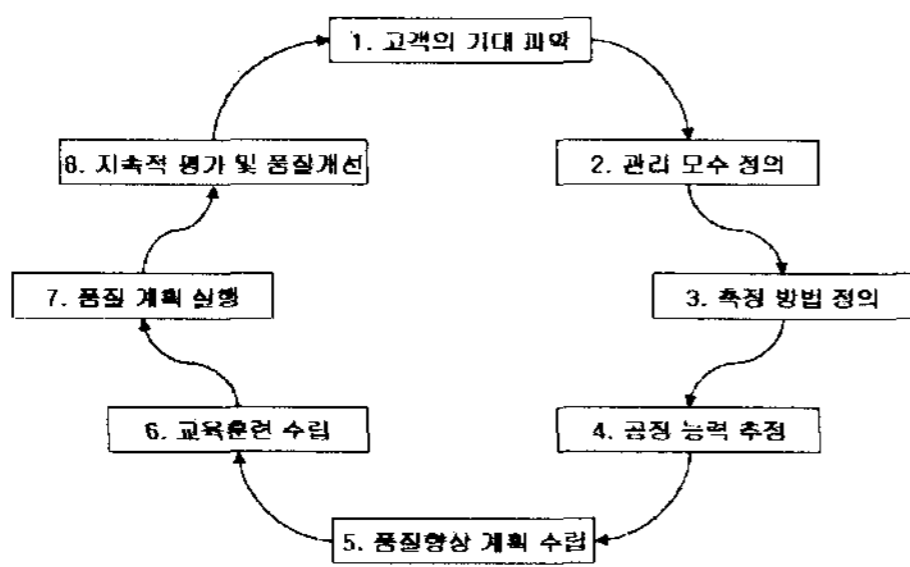 1. 고객의 기대 파악
2. 관리 모수 정의
3. 측정 방법 정의
4. 공정 능력 추정
5. 품질향상 계획 수립
6. 교육훈련 수립
7. 품질 계획 실행
8. 지속적 평가 및 품질개선